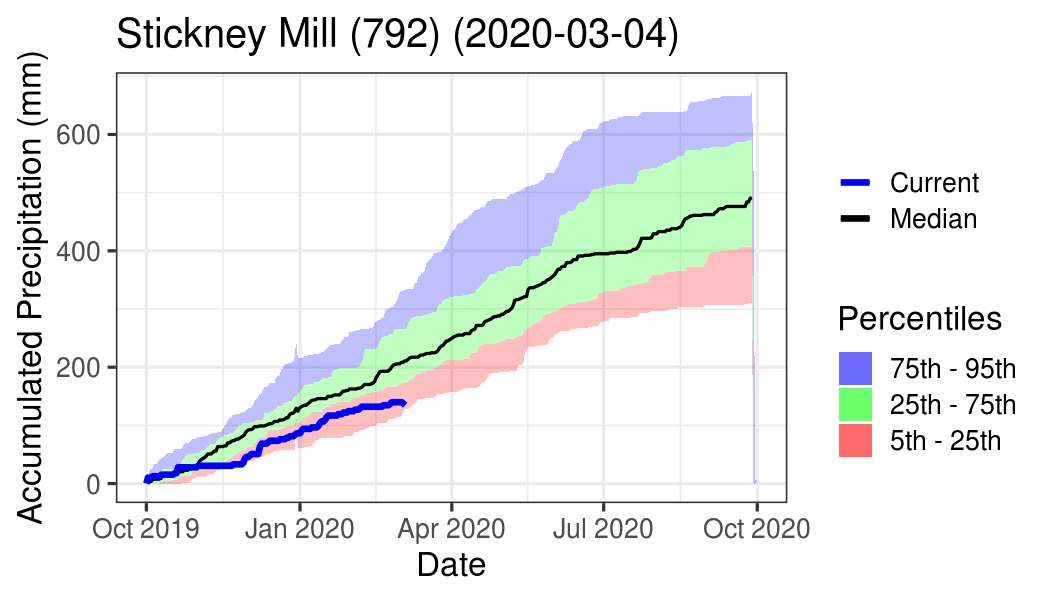 Stickney Mill (792) (2020-03-04)
Accumulated Precipitation (mm)
600
400
200
0
Oct 2019
Jan 2020
Apr 2020
Jul 2020
Oct 2020
Date
Current
Median
Percentiles
75th - 95th
25th - 75th
5th - 25th